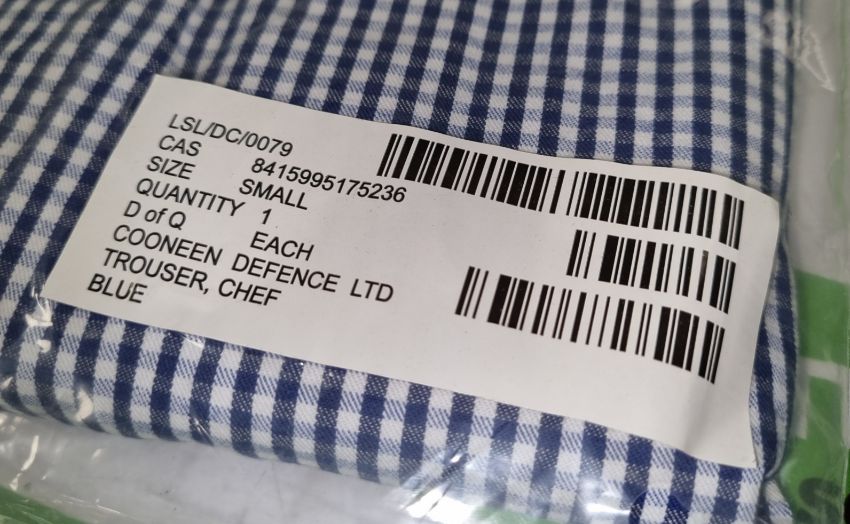 LSL/DC/0079
CAS 8415995175236
SIZE SMALL
QUANTITY 1
D of Q EACH
COONEEN DEFENCE LTD
TROUSER, CHEF
BLUE